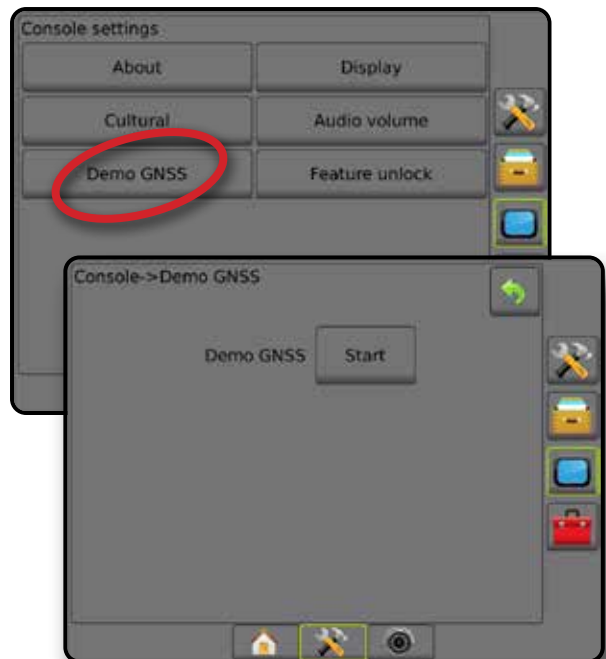 Console settings
About
Display
Cultural
Audio volume
Demo GNSS
Feature unlock
Console->Demo GNSS
Demo GNSS
Start